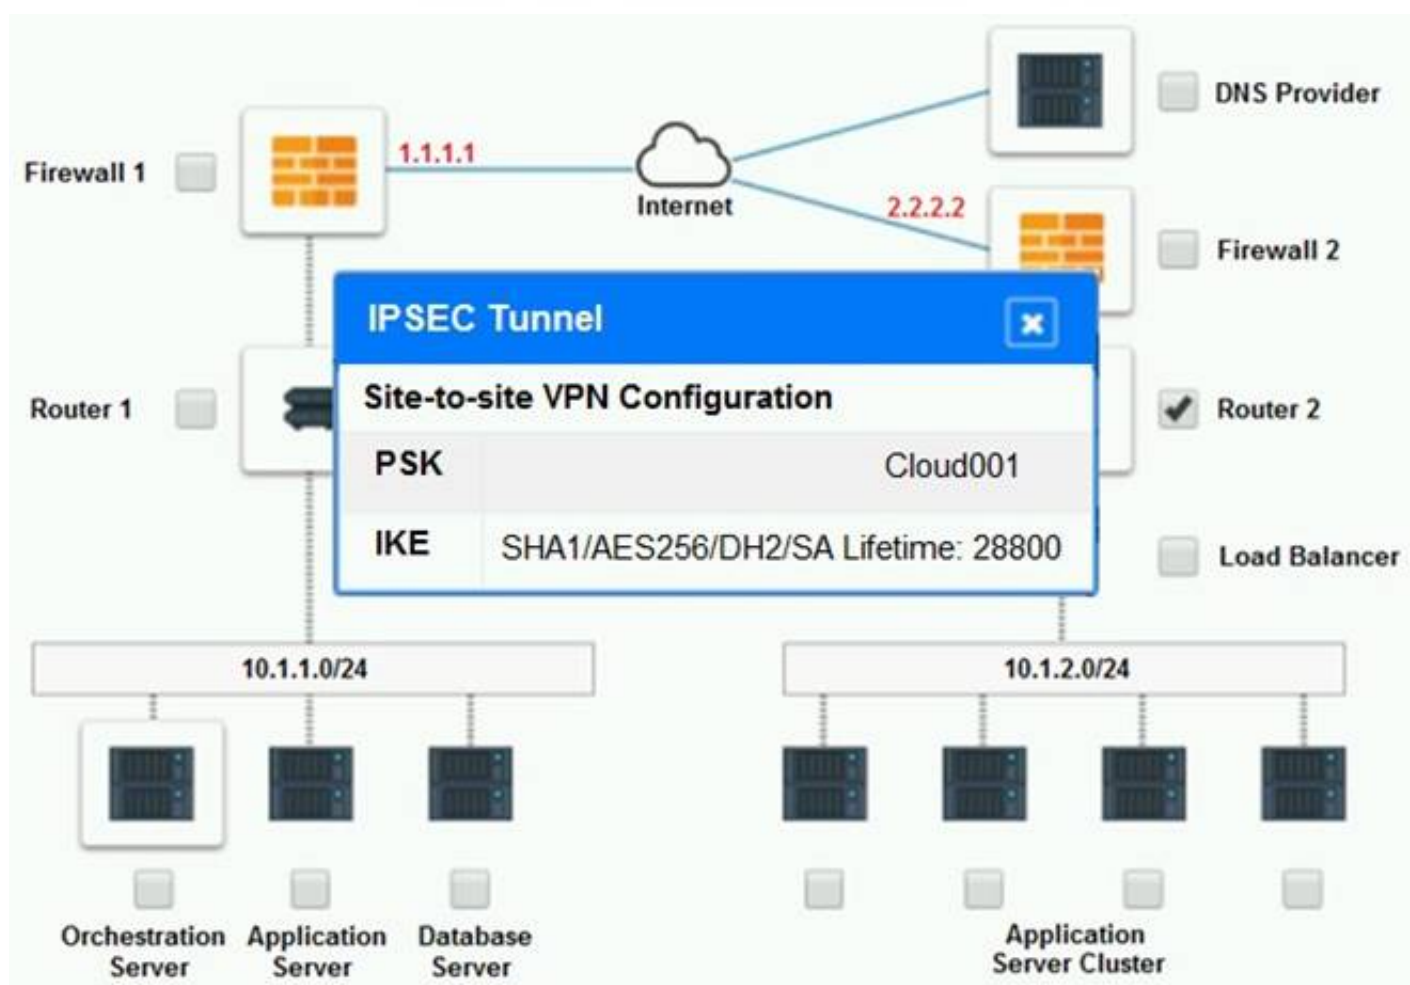 DNS Provider
Firewall 1
1.1.1.1
Internet
2.2.2.2
Firewall 2
IPSEC Tunnel
Site-to-site VPN Configuration
PSK Cloud001
IKE SHA1/AES256/DH2/SA Lifetime: 28800
Router 1
Router 2
Load Balancer
10.1.1.0/24
10.1.2.0/24
Orchestration
Server
Application
Server
Database
Server
Application
Server Cluster